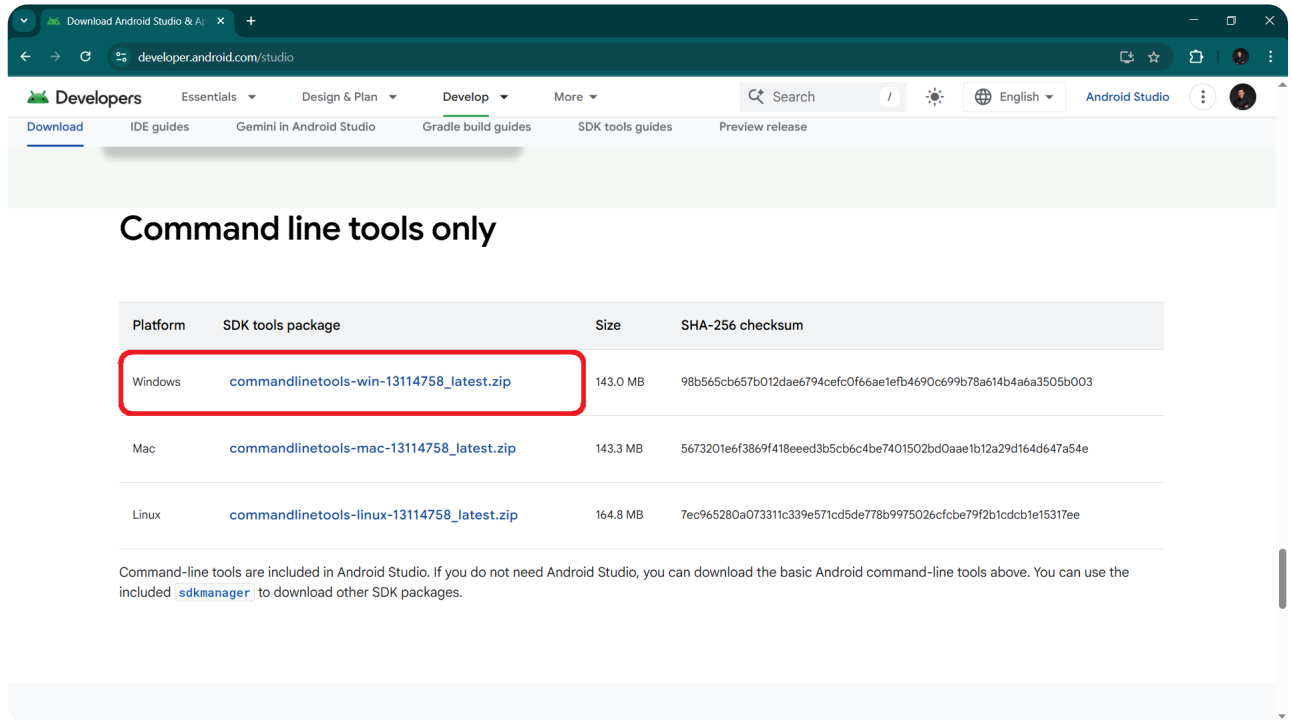 Download Android Studio & Ap
developer.android.com/studio
Developers Essentials Design & Plan Develop More Search / English Android Studio
Download IDE guides Gemini in Android Studio Gradle build guides SDK tools guides Preview release
Command line tools only
Platform SDK tools package Size SHA-256 checksum
Windows commandlinetools-win-13114758_latest.zip 143.0 MB 98b565cb657b012dae6794cefc0f66ae1efb4690c699b78a614b4a6a3505b003
Mac commandlinetools-mac-13114758_latest.zip 143.3 MB 5673201e6f3869f418eeed3b5cb6c4be7401502bd0aae1b12a29d164d647a54e
Linux commandlinetools-linux-13114758_latest.zip 164.8 MB 7ec965280a073311c339e571cd5de778b9975026cfcbe79f2b1cdcb1e15317ee
Command-line tools are included in Android Studio. If you do not need Android Studio, you can download the basic Android command-line tools above. You can use the
included sdkmanager to download other SDK packages.